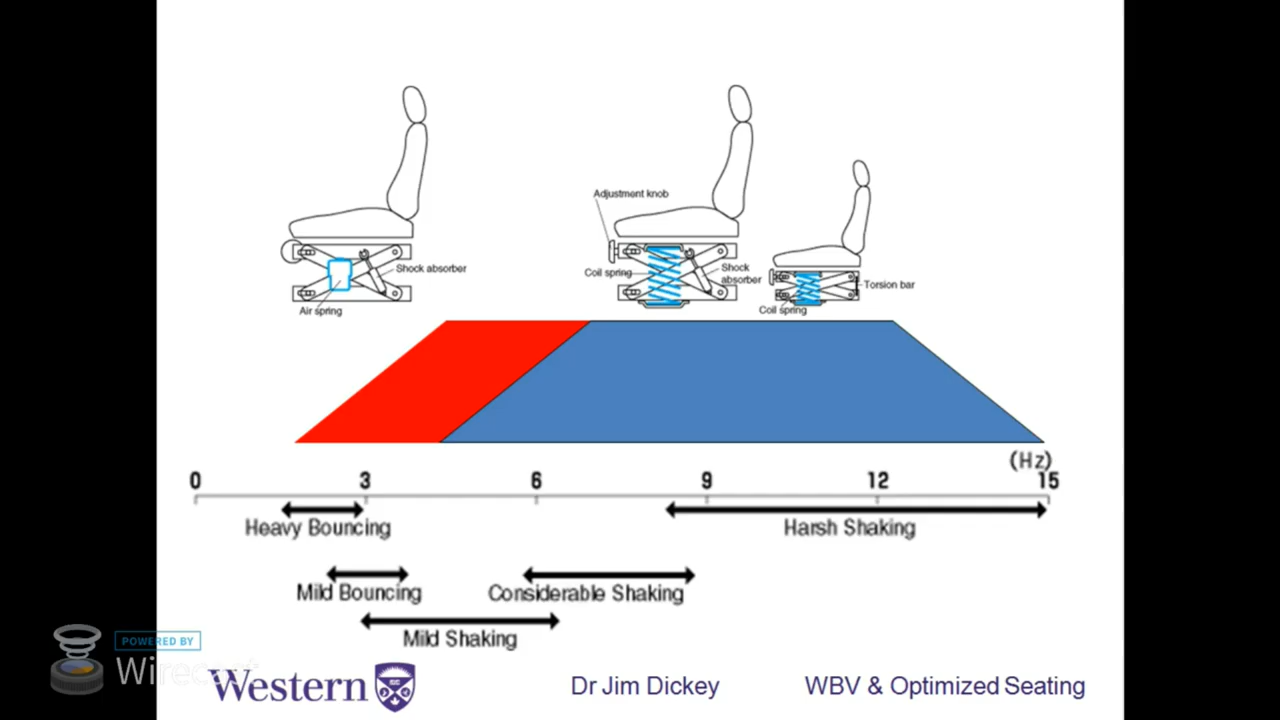 Adjustment knob
Shock absorber
Air spring
Coil spring
Shock
absorber
Torsion bar
Coil spring
(Hz)
0 3 6 9 12 15
Heavy Bouncing
Harsh Shaking
Mild Bouncing
Considerable Shaking
Mild Shaking
POWERED BY
Wirecast
Western
Dr Jim Dickey
WBV & Optimized Seating